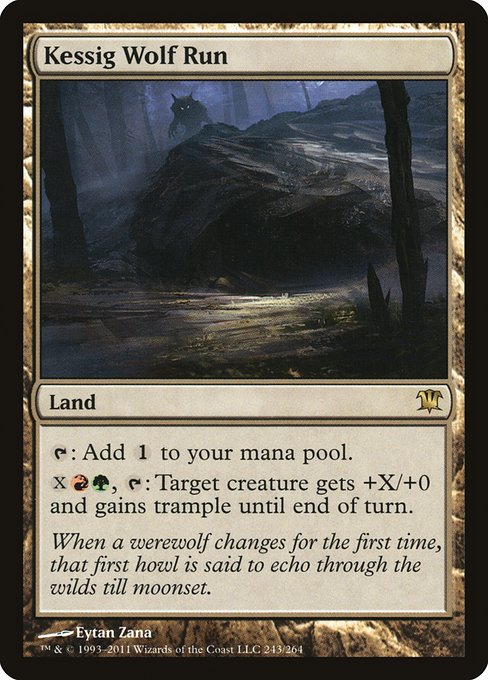 Kessig Wolf Run
Land
: Add 1 to your mana pool.
X, : Target creature gets +X/+0
and gains trample until end of turn.
When a werewolf changes for the first time,
that first howl is said to echo through the
wilds till moonset.
Eytan Zana
™ & © 1993–2011 Wizards of the Coast LLC 243/264